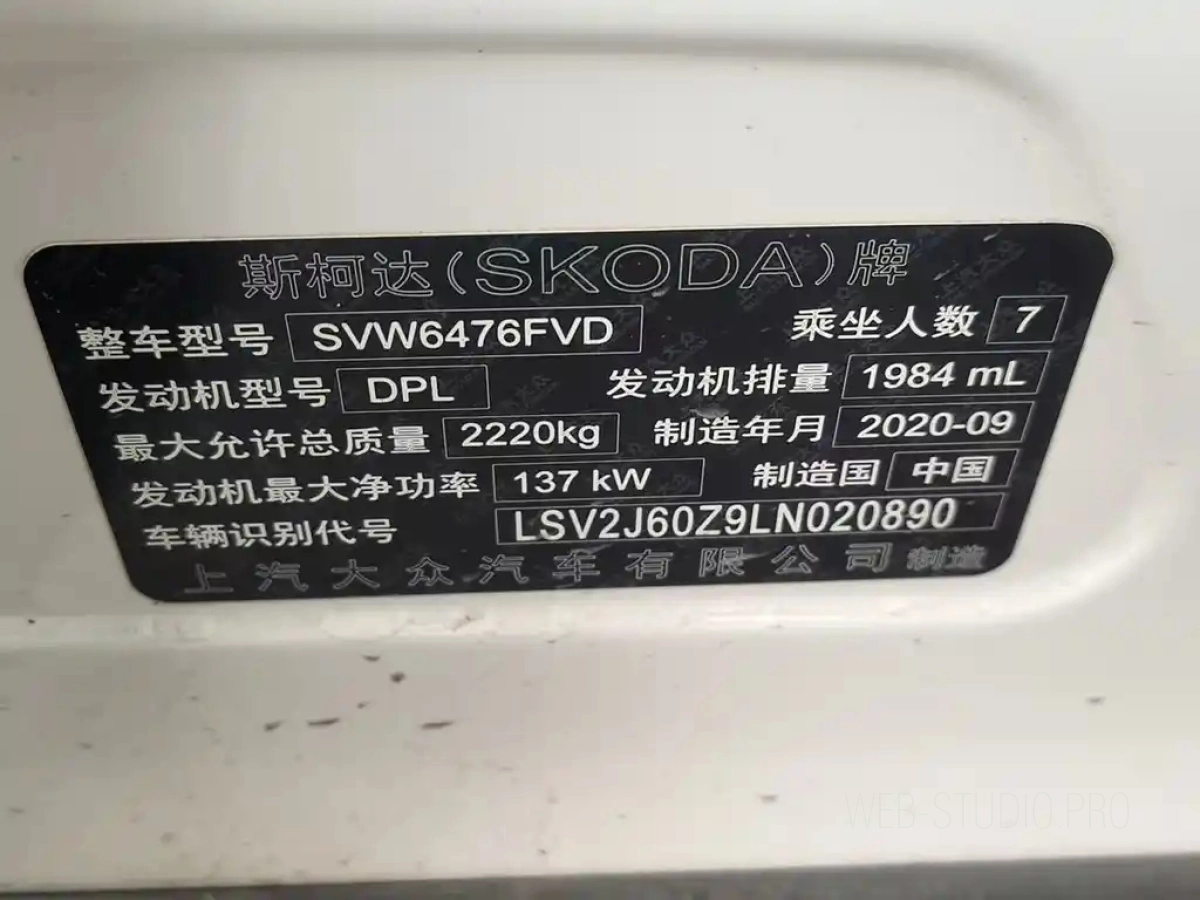 斯柯达(SKODA)牌
整车型号 SVW6476FVD 乘坐人数 7
发动机型号 DPL 发动机排量 1984 mL
最大允许总质量 2220kg 制造年月 2020-09
发动机最大净功率 137 kW 制造国 中国
车辆识别代号 LSV2J60Z9LN020890
上汽大众汽车有限公司 制造
WEB-STUDIO.PRO